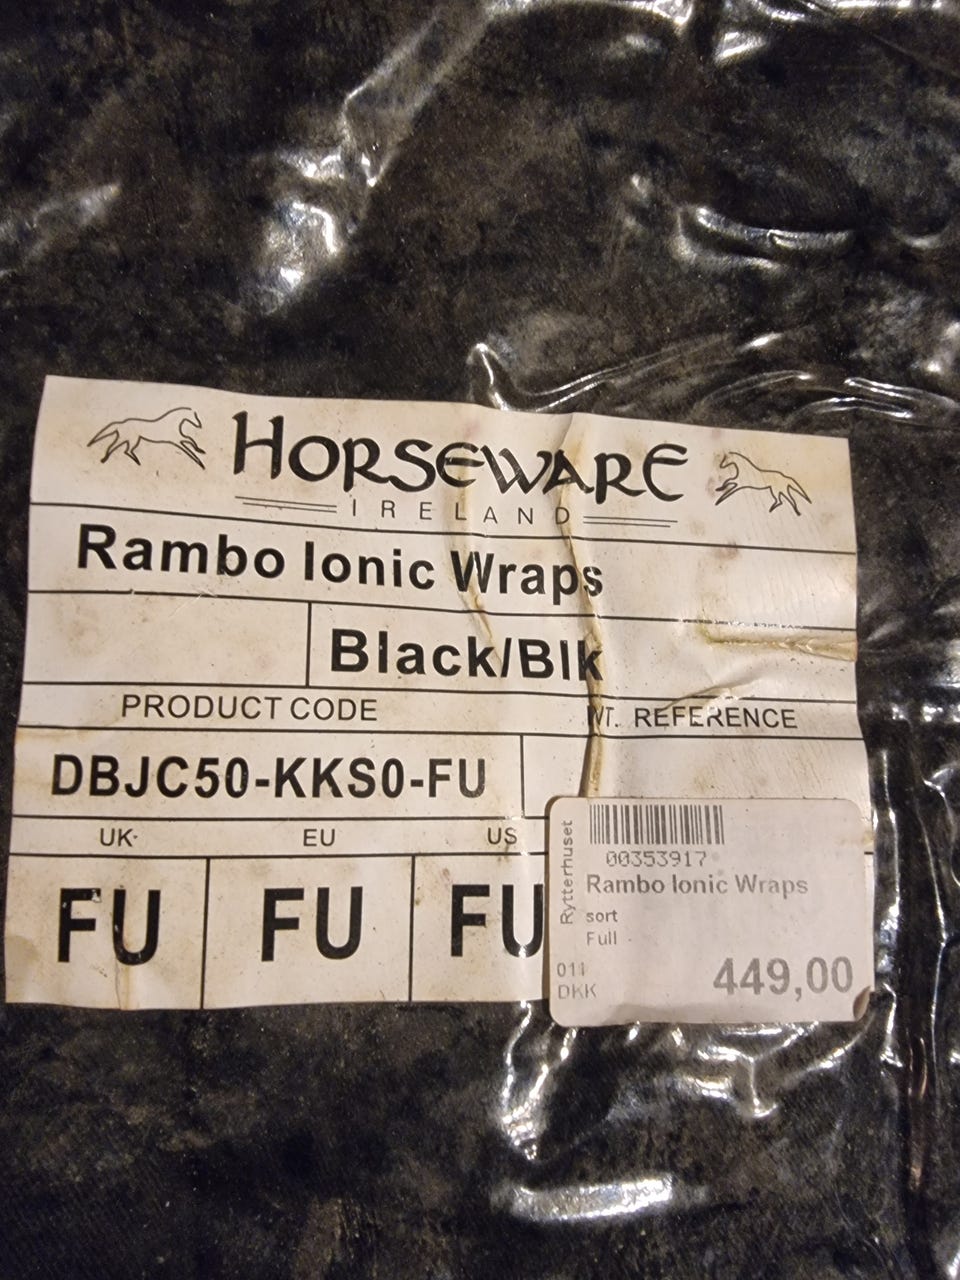 HORSEWARE
IRELAND
Rambo Ionic Wraps
Black/Blk
PRODUCT CODE
REFERENCE
DBJC50-KKS0-FU
UK
EU
US
FU
FU
FU
Rytterhuset
00353917
Rambo Ionic Wraps
sort
Full
011
DKK
449,00